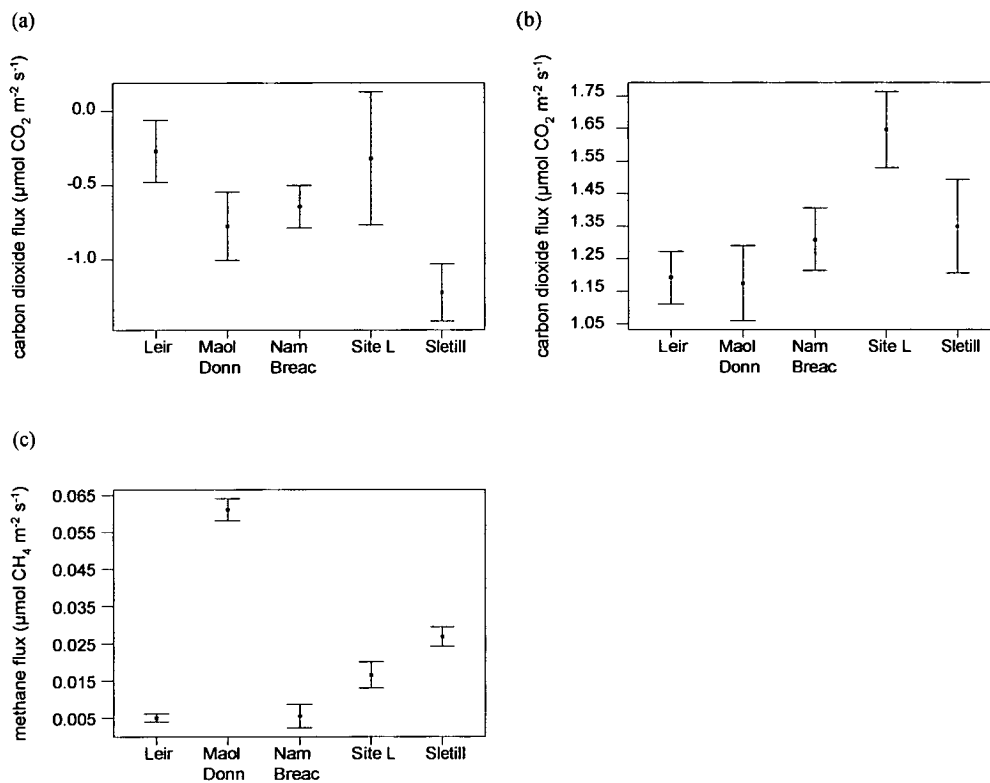 (a)
carbon dioxide flux (µmol CO₂ m⁻² s⁻¹)
0.0
-0.5
-1.0
Leir
Maol Donn
Nam Breac
Site L
Sletill
(b)
carbon dioxide flux (µmol CO₂ m⁻² s⁻¹)
1.75
1.65
1.55
1.45
1.35
1.25
1.15
1.05
Leir
Maol Donn
Nam Breac
Site L
Sletill
(c)
methane flux (µmol CH₄ m⁻² s⁻¹)
0.065
0.055
0.045
0.035
0.025
0.015
0.005
Leir
Maol Donn
Nam Breac
Site L
Sletill